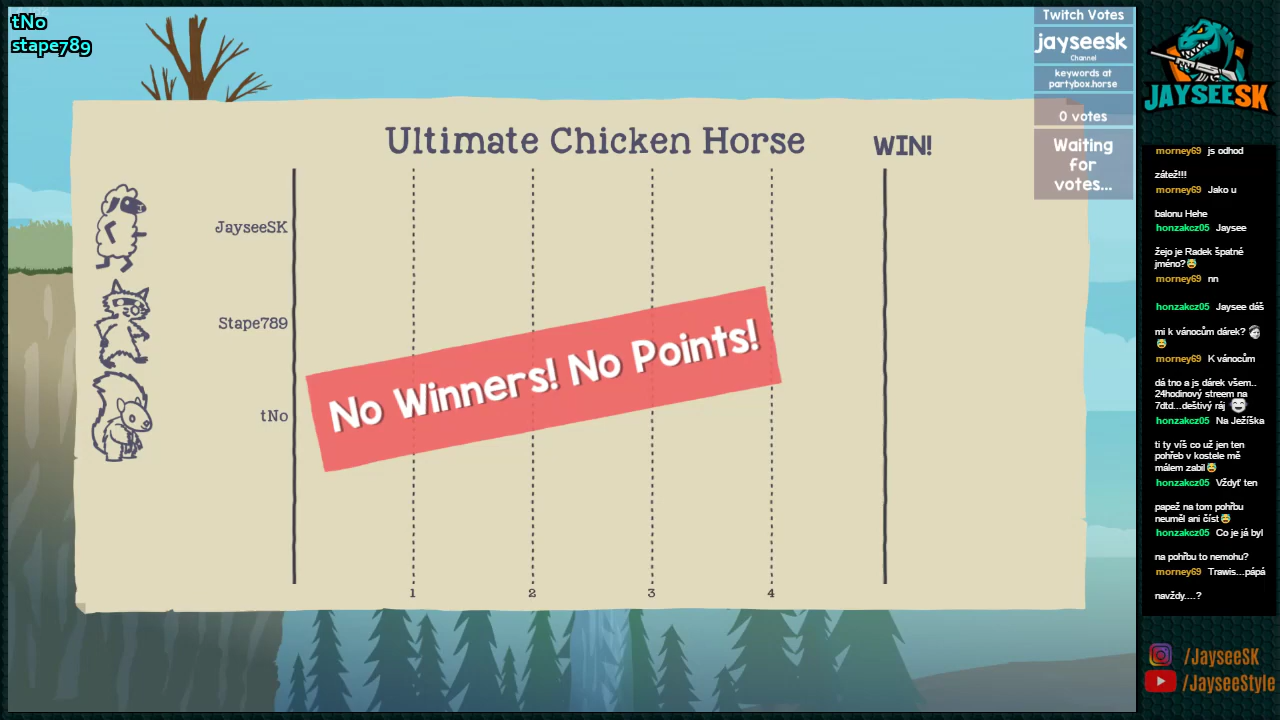 tNo
stape789
Twitch Votes
jayseesk
Channel
keywords at
partybox.horse
0 votes
Waiting
for
votes...
Ultimate Chicken Horse
WIN!
JayseeSK
Stape789
tNo
No Winners! No Points!
1
2
3
4
JAYSEESK
morney69 js odhod
zátež!!!
morney69 Jako u
balonu Hehe
honzakcz05 Jaysee
žejo je Radek špatné
jméno?😅
morney69 nn
honzakcz05 Jaysee dáš
mi k vánocům dárek?
😅
morney69 K vánocům
dá tno a js dárek všem..
24hodinový streem na
7dtd...deštivý ráj
honzakcz05 Na Ježíška
ti ty víš co už jen ten
pohřeb v kostele mě
málem zabil😅
honzakcz05 Vždyť ten
papež na tom pohřbu
neuměl ani číst😅
honzakcz05 Co je já byl
na pohřbu to nemohu?
morney69 Trawis...pápá
navždy....?
/JayseeSK
/JayseeStyle